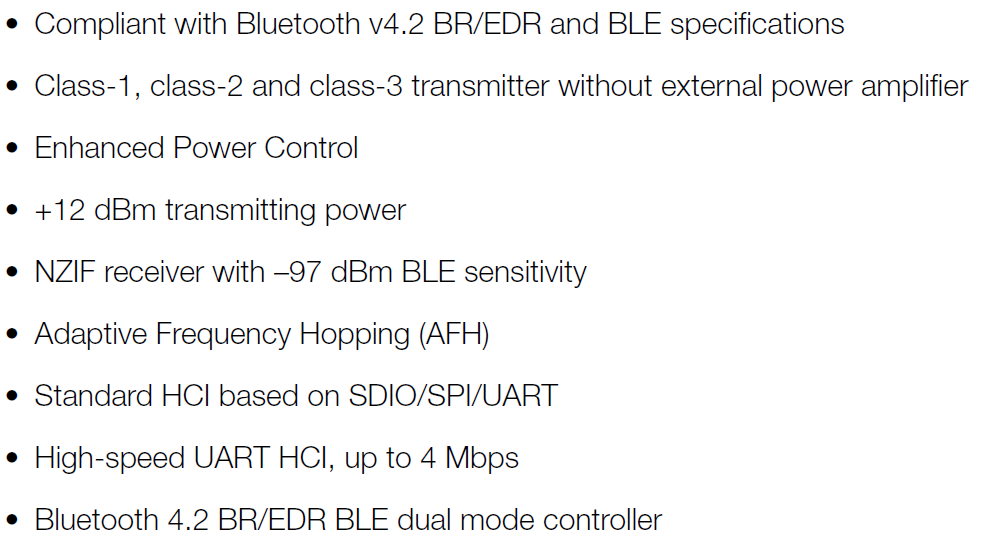 • Compliant with Bluetooth v4.2 BR/EDR and BLE specifications
• Class-1, class-2 and class-3 transmitter without external power amplifier
• Enhanced Power Control
• +12 dBm transmitting power
• NZIF receiver with –97 dBm BLE sensitivity
• Adaptive Frequency Hopping (AFH)
• Standard HCI based on SDIO/SPI/UART
• High-speed UART HCI, up to 4 Mbps
• Bluetooth 4.2 BR/EDR BLE dual mode controller